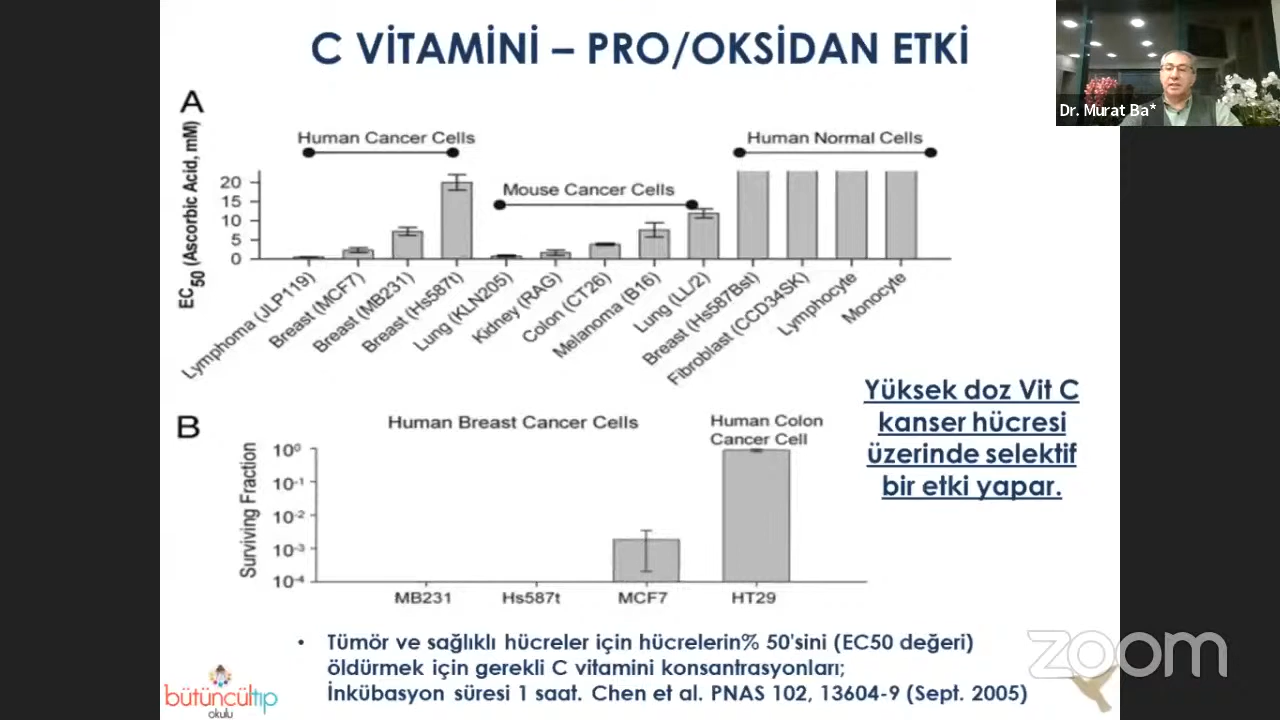 C VİTAMİNİ – PRO/OKSİDAN ETKİ
Dr. Murat Ba*
A
Human Cancer Cells
Human Normal Cells
Mouse Cancer Cells
EC50 (Ascorbic Acid, mM)
20
15
10
5
0
Lymphoma (JLP119)
Breast (MCF7)
Breast (MB231)
Breast (Hs587t)
Lung (KLN205)
Kidney (RAG)
Colon (CT26)
Melanoma (B16)
Lung (LL/2)
Breast (Hs587Bst)
Fibroblast (CCD34SK)
Lymphocyte
Monocyte
Yüksek doz Vit C
kanser hücresi
üzerinde selektif
bir etki yapar.
B
Human Breast Cancer Cells
Human Colon
Cancer Cell
Surviving Fraction
10⁰
10⁻¹
10⁻²
10⁻³
10⁻⁴
MB231
Hs587t
MCF7
HT29
• Tümör ve sağlıklı hücreler için hücrelerin% 50'sini (EC50 değeri)
öldürmek için gerekli C vitamini konsantrasyonları;
İnkübasyon süresi 1 saat. Chen et al. PNAS 102, 13604-9 (Sept. 2005)
bütüncül tıp
okulu
zoom